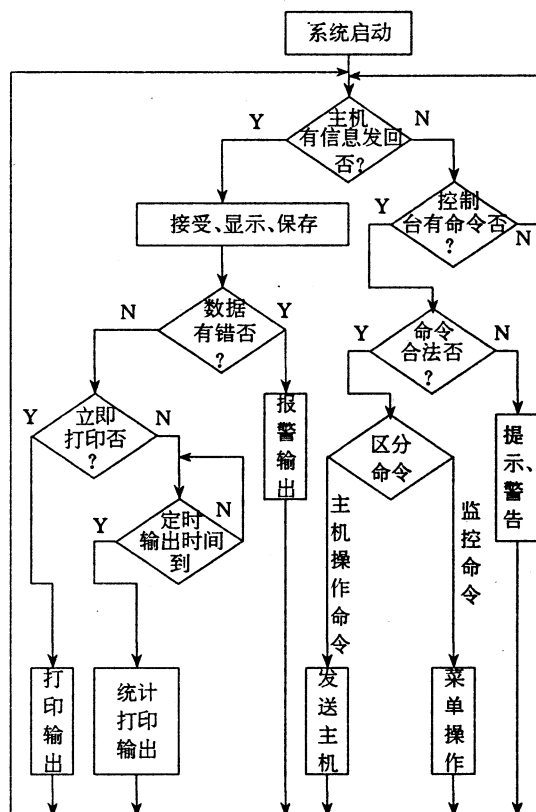 系统启动
主机
有信息发回
否?
Y
N
接受、显示、保存
控制
台有命令否
?
Y
N
数据
有错否
?
N
Y
命令
合法否
?
Y
N
立即
打印否
?
Y
N
报警输出
区分
命令
提示、警告
定时
输出时间
到
Y
N
主机操作命令
监控命令
打印输出
统计
打印
输出
发送主机
菜单操作